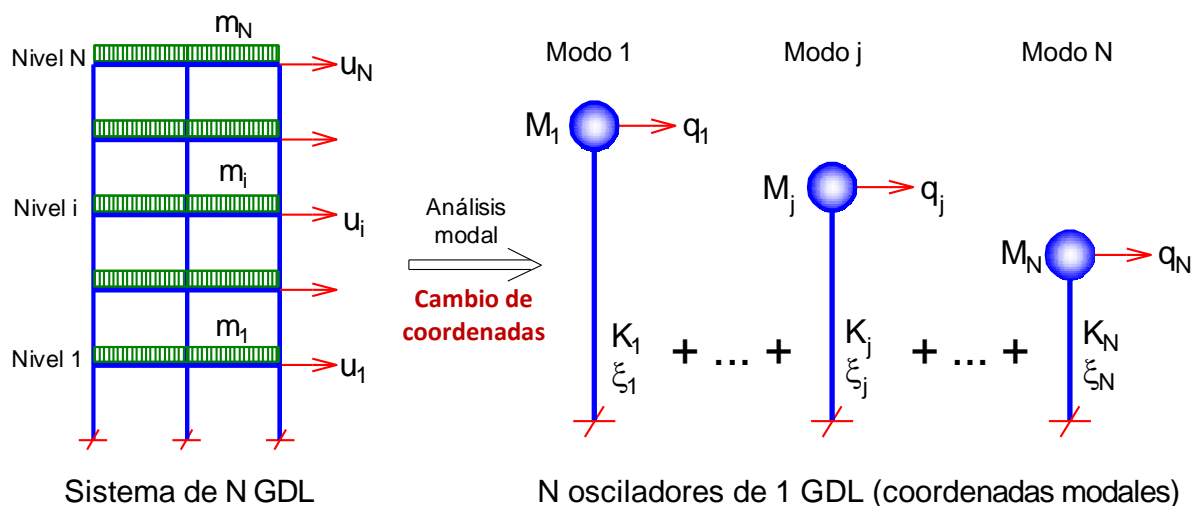 m_N
Nivel N
u_N
m_i
Nivel i
u_i
m_1
Nivel 1
u_1
Sistema de N GDL
Análisis
modal
Cambio de
coordenadas
Modo 1
Modo j
Modo N
M_1
q_1
M_j
q_j
M_N
q_N
K_1
ξ_1
+ ... +
K_j
ξ_j
+ ... +
K_N
ξ_N
N osciladores de 1 GDL (coordenadas modales)